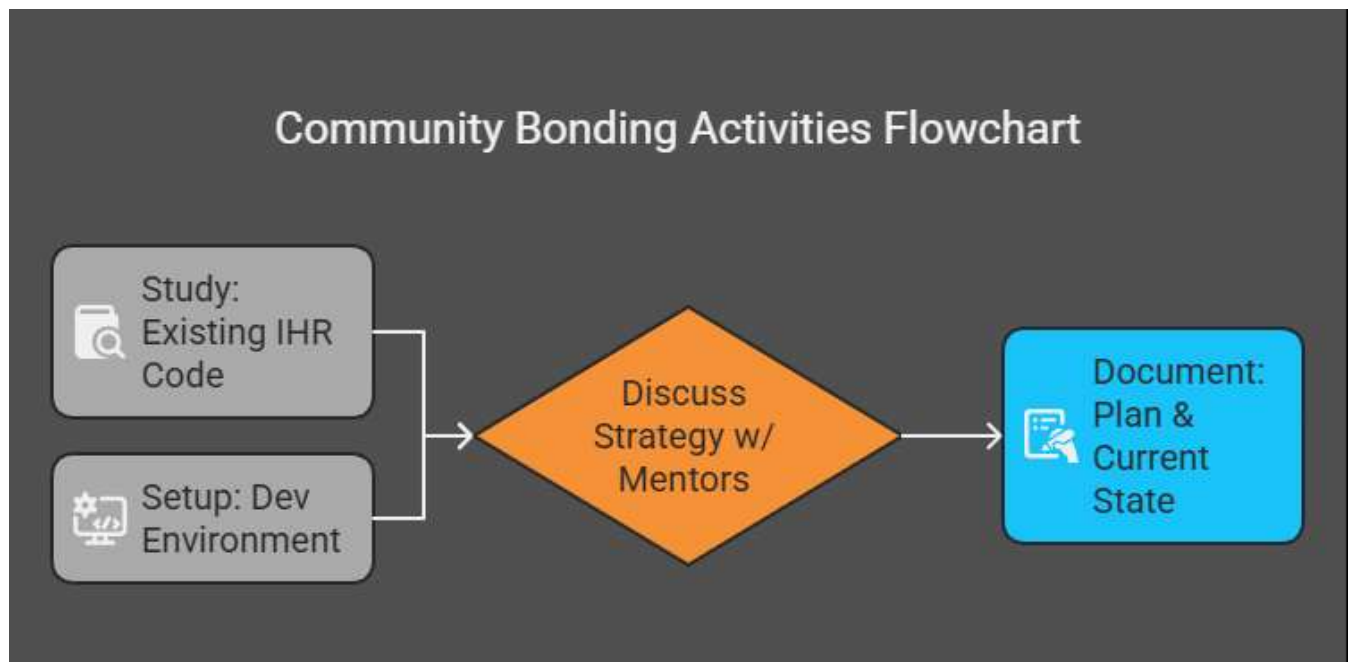 Community Bonding Activities Flowchart
Study:
Existing IHR
Code
Setup: Dev
Environment
Discuss
Strategy w/
Mentors
Document:
Plan &
Current
State